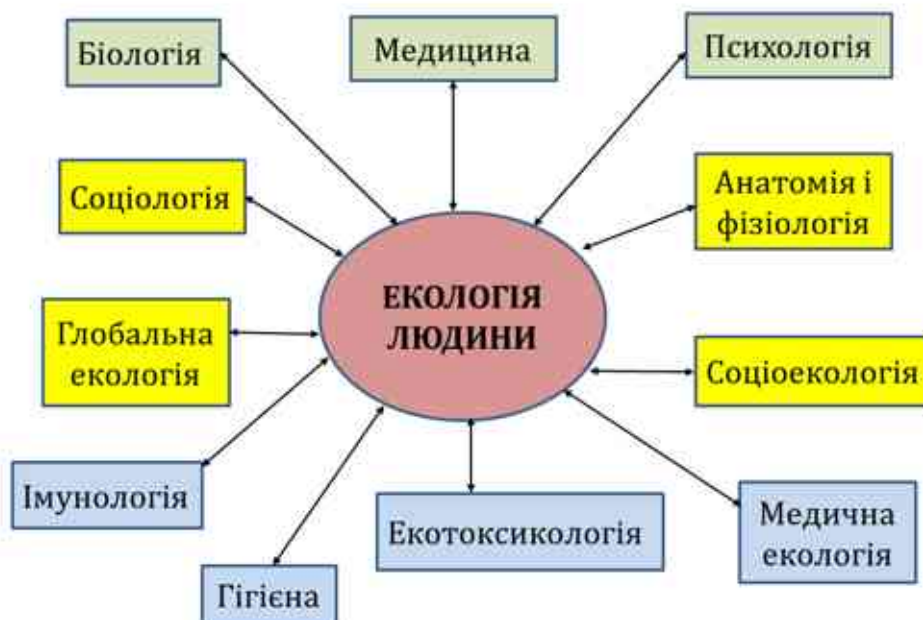 Біологія
Медицина
Психологія
Соціологія
Анатомія і
фізіологія
ЕКОЛОГІЯ
ЛЮДИНИ
Глобальна
екологія
Соціоекологія
Імунологія
Екотоксикологія
Медична
екологія
Гігієна